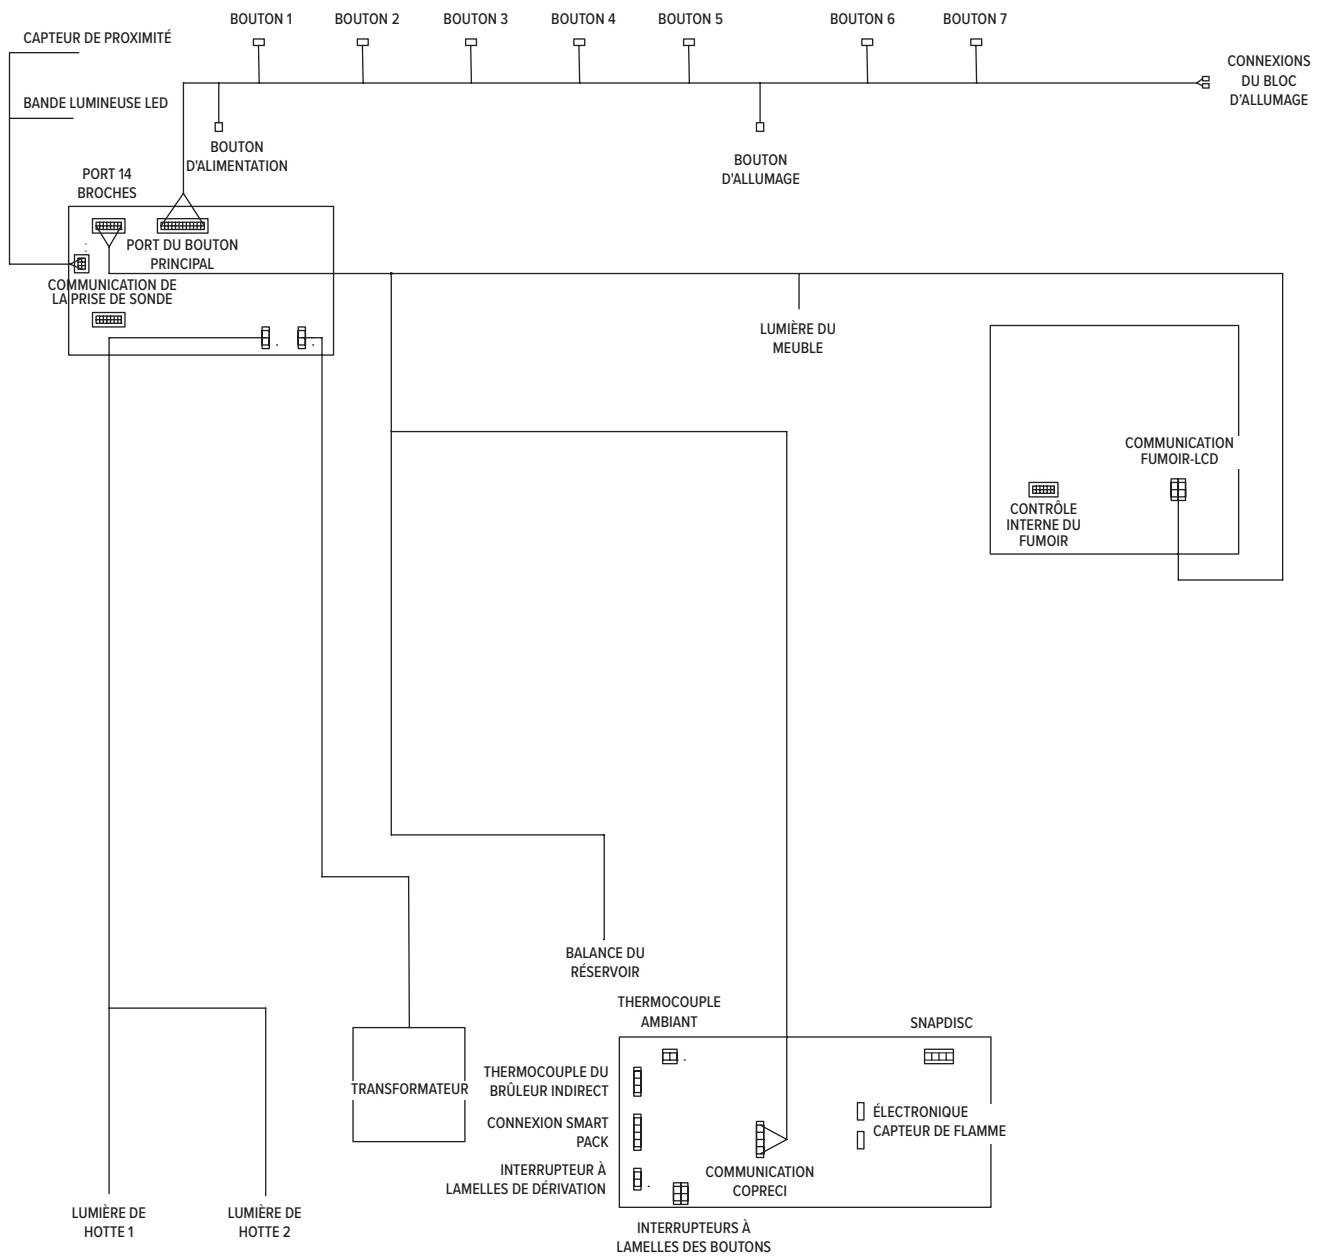 BOUTON 1
BOUTON 2
BOUTON 3
BOUTON 4
BOUTON 5
BOUTON 6
BOUTON 7
CAPTEUR DE PROXIMITÉ
CONNEXIONS
DU BLOC
D'ALLUMAGE
BANDE LUMINEUSE LED
BOUTON
D'ALIMENTATION
BOUTON
D'ALLUMAGE
PORT 14
BROCHES
PORT DU BOUTON
PRINCIPAL
COMMUNICATION DE
LA PRISE DE SONDE
LUMIÈRE DU
MEUBLE
COMMUNICATION
FUMOIR-LCD
CONTRÔLE
INTERNE DU
FUMOIR
BALANCE DU
RÉSERVOIR
THERMOCOUPLE
AMBIANT
SNAPDISC
TRANSFORMATEUR
THERMOCOUPLE DU
BRÛLEUR INDIRECT
CONNEXION SMART
PACK
ÉLECTRONIQUE
CAPTEUR DE FLAMME
INTERRUPTEUR À
LAMELLES DE DÉRIVATION
COMMUNICATION
COPRECI
LUMIÈRE DE
HOTTE 1
LUMIÈRE DE
HOTTE 2
INTERRUPTEURS À
LAMELLES DES BOUTONS